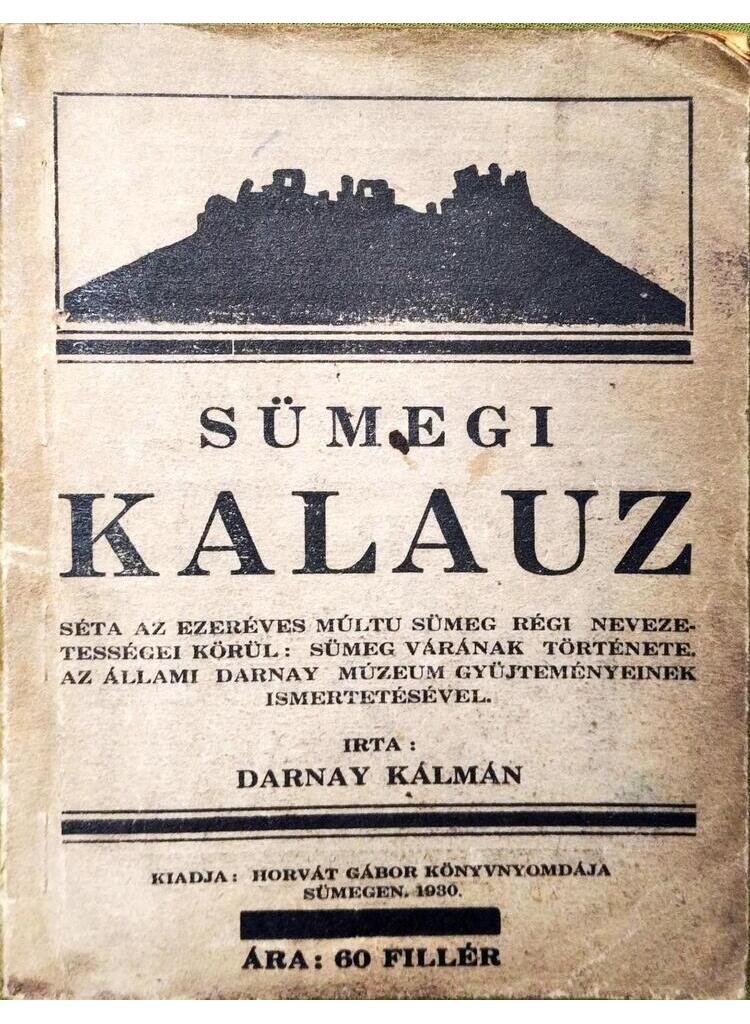 SÜMEGI
KALAUZ
SÉTA AZ EZERÉVES MÚLTU SÜMEG RÉGI NEVEZE-
TESSÉGEI KÖRÜL: SÜMEG VÁRÁNAK TÖRTÉNETE.
AZ ÁLLAMI DARNAY MÚZEUM GYÜJTEMÉNYEINEK
ISMERTETÉSÉVEL.
IRTA:
DARNAY KÁLMÁN
KIADJA: HORVÁT GÁBOR KÖNYVNYOMDÁJA
SÜMEGEN. 1930.
ÁRA: 60 FILLÉR